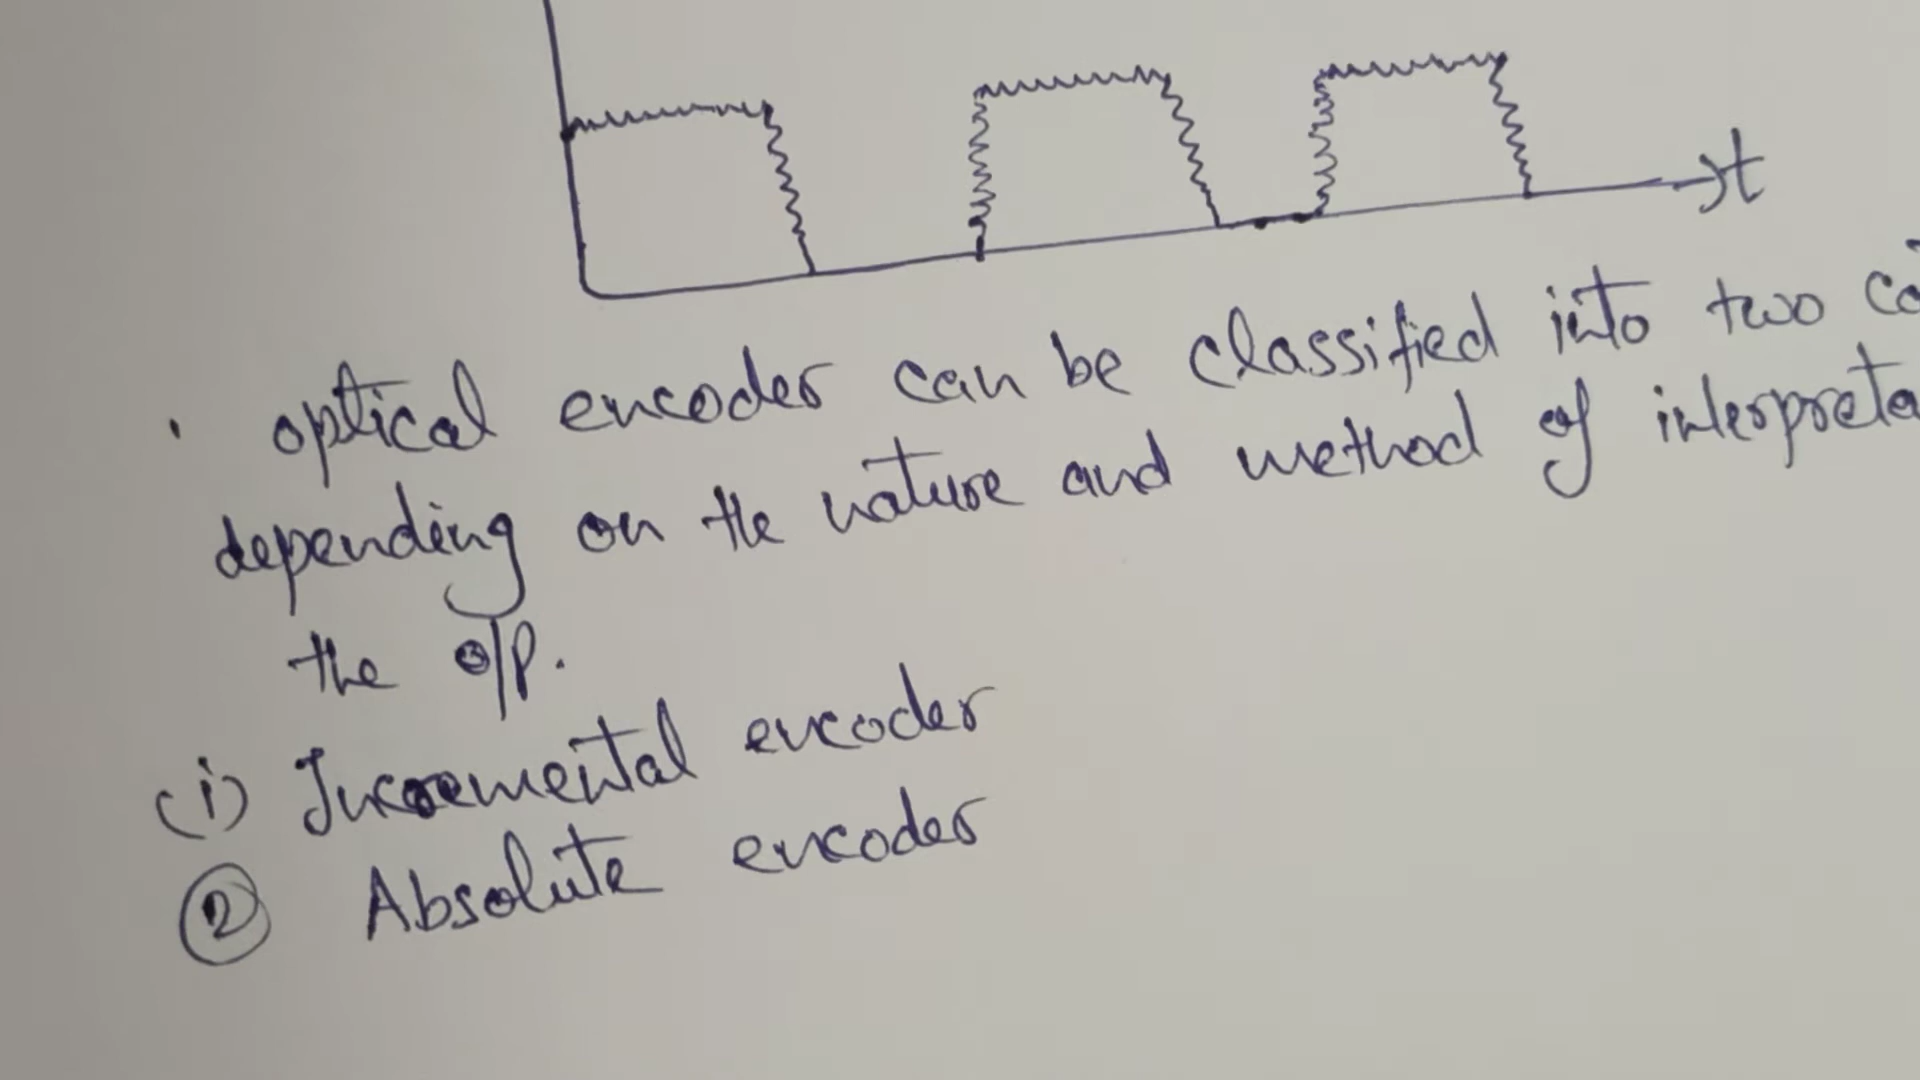 t
• optical encoder can be classified into two
depending on the nature and method of
the o/p.
(i) Incremental encoder
② Absolute encoder